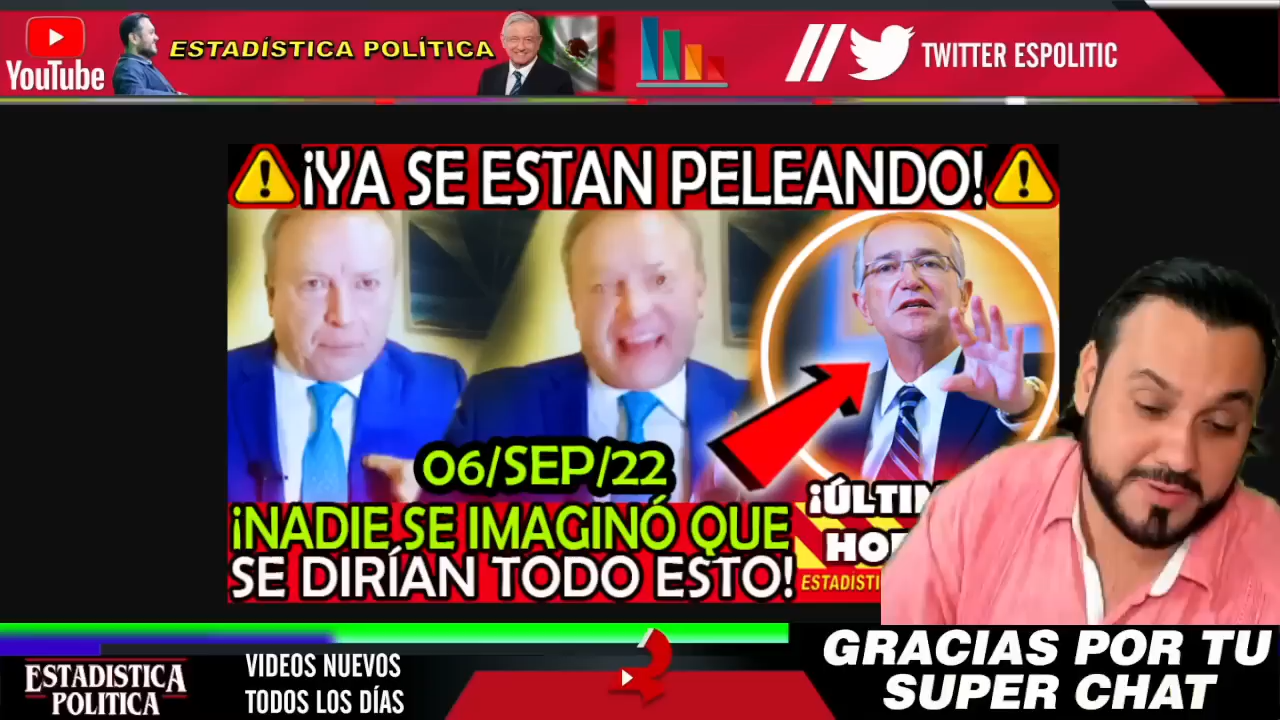 YouTube
ESTADÍSTICA POLÍTICA
TWITTER ESPOLITIC
¡YA SE ESTAN PELEANDO!
06/SEP/22
¡NADIE SE IMAGINÓ QUE
SE DIRÍAN TODO ESTO!
ESTADISTICA
POLITICA
VIDEOS NUEVOS
TODOS LOS DÍAS
GRACIAS POR TU
SUPER CHAT